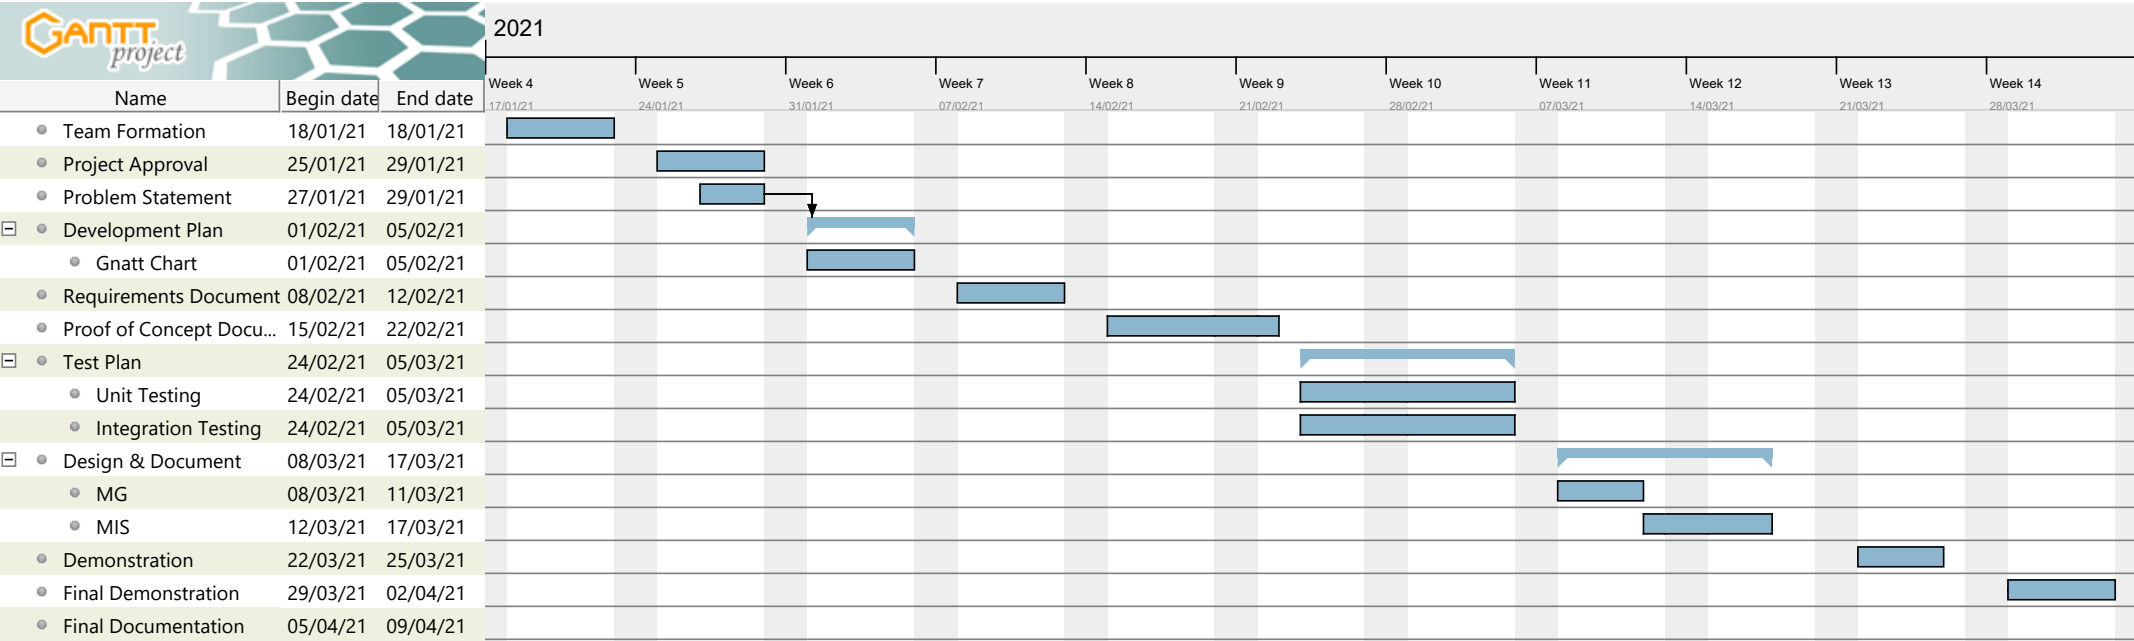 GANTT
project
2021
Week 4 Week 5 Week 6 Week 7 Week 8 Week 9 Week 10 Week 11 Week 12 Week 13 Week 14
Name Begin date End date
17/01/21 24/01/21 31/01/21 07/02/21 14/02/21 21/02/21 28/02/21 07/03/21 14/03/21 21/03/21 28/03/21
Team Formation 18/01/21 18/01/21
Project Approval 25/01/21 29/01/21
Problem Statement 27/01/21 29/01/21
Development Plan 01/02/21 05/02/21
Gnatt Chart 01/02/21 05/02/21
Requirements Document 08/02/21 12/02/21
Proof of Concept Docu... 15/02/21 22/02/21
Test Plan 24/02/21 05/03/21
Unit Testing 24/02/21 05/03/21
Integration Testing 24/02/21 05/03/21
Design & Document 08/03/21 17/03/21
MG 08/03/21 11/03/21
MIS 12/03/21 17/03/21
Demonstration 22/03/21 25/03/21
Final Demonstration 29/03/21 02/04/21
Final Documentation 05/04/21 09/04/21